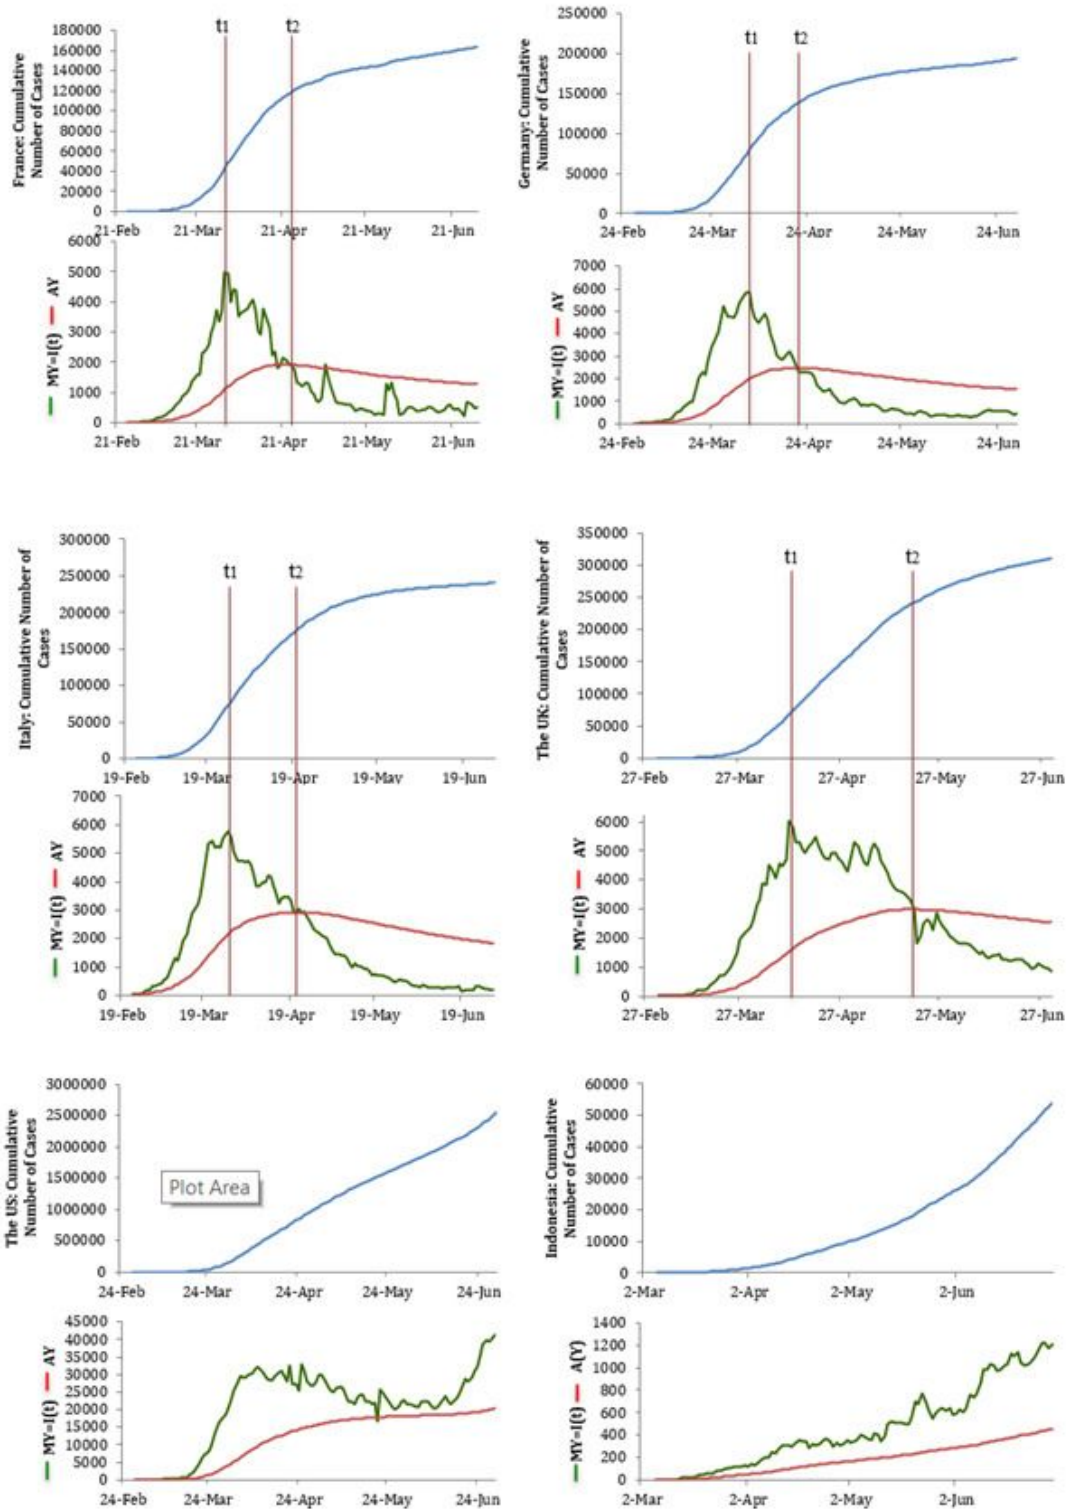 t1 t2
France: Cumulative
Number of Cases
180000
160000
140000
120000
100000
80000
60000
40000
20000
0
21-Feb 21-Mar 21-Apr 21-May 21-Jun
MY=I(t) AY
6000
5000
4000
3000
2000
1000
0
21-Feb 21-Mar 21-Apr 21-May 21-Jun
t1 t2
Germany: Cumulative
Number of Cases
250000
200000
150000
100000
50000
0
24-Feb 24-Mar 24-Apr 24-May 24-Jun
MY=I(t) AY
7000
6000
5000
4000
3000
2000
1000
0
24-Feb 24-Mar 24-Apr 24-May 24-Jun
t1 t2
Italy: Cumulative Number of
Cases
300000
250000
200000
150000
100000
50000
0
19-Feb 19-Mar 19-Apr 19-May 19-Jun
MY=I(t) AY
7000
6000
5000
4000
3000
2000
1000
0
19-Feb 19-Mar 19-Apr 19-May 19-Jun
t1 t2
The UK: Cumulative Number of
Cases
350000
300000
250000
200000
150000
100000
50000
0
27-Feb 27-Mar 27-Apr 27-May 27-Jun
MY=I(t) AY
6000
5000
4000
3000
2000
1000
0
27-Feb 27-Mar 27-Apr 27-May 27-Jun
The US: Cumulative
Number of Cases
3000000
2500000
2000000
1500000
1000000
500000
0
Plot Area
24-Feb 24-Mar 24-Apr 24-May 24-Jun
MY=I(t) AY
45000
40000
35000
30000
25000
20000
15000
10000
5000
0
24-Feb 24-Mar 24-Apr 24-May 24-Jun
Indonesia: Cumulative
Number of Cases
60000
50000
40000
30000
20000
10000
0
2-Mar 2-Apr 2-May 2-Jun
MY=I(t) A(Y)
1400
1200
1000
800
600
400
200
0
2-Mar 2-Apr 2-May 2-Jun